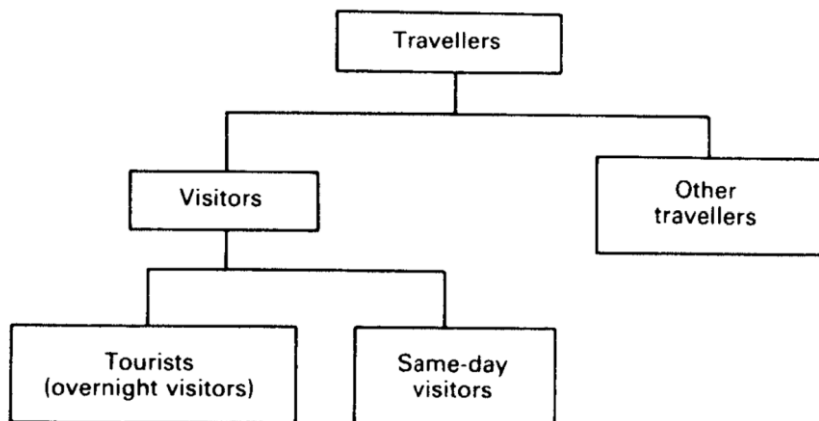 Travellers
Visitors
Other
travellers
Tourists
(overnight visitors)
Same-day
visitors